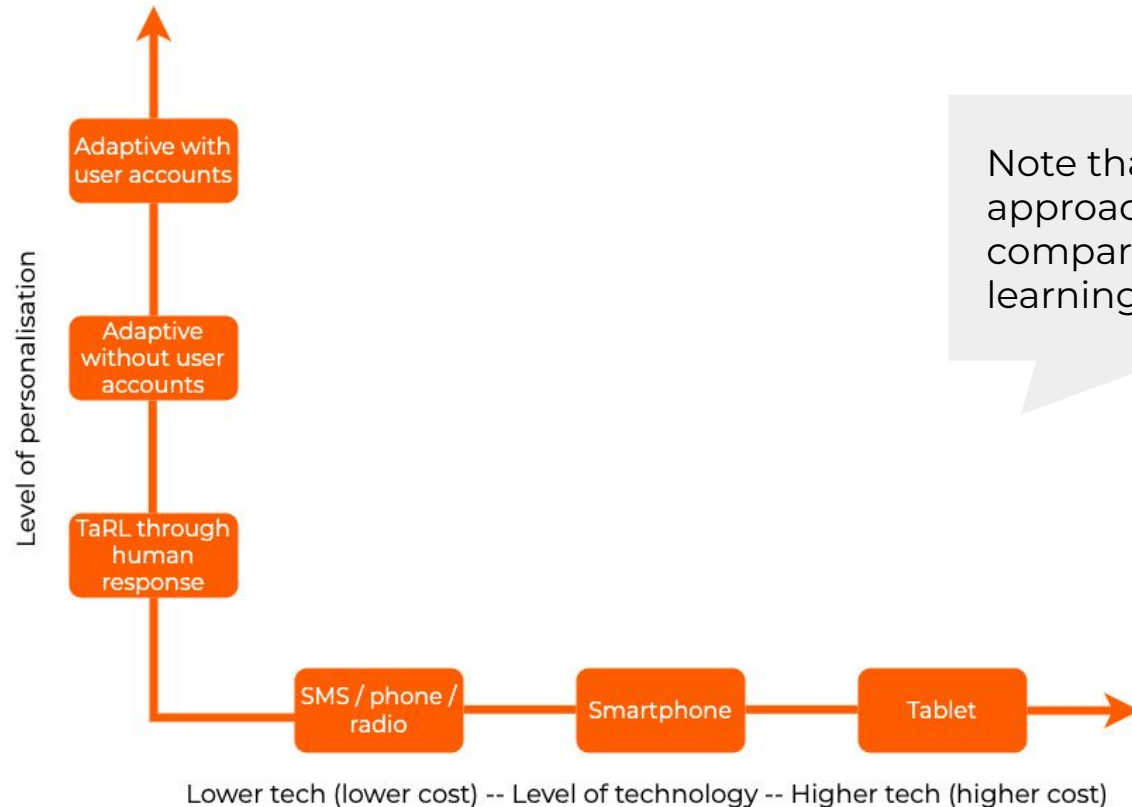 Adaptive with
user accounts
Adaptive
without user
accounts
TaRL through
human
response
Level of personalisation
SMS / phone /
radio
Smartphone
Tablet
Lower tech (lower cost) -- Level of technology -- Higher tech (higher cost)
Note
approac
compar
learning